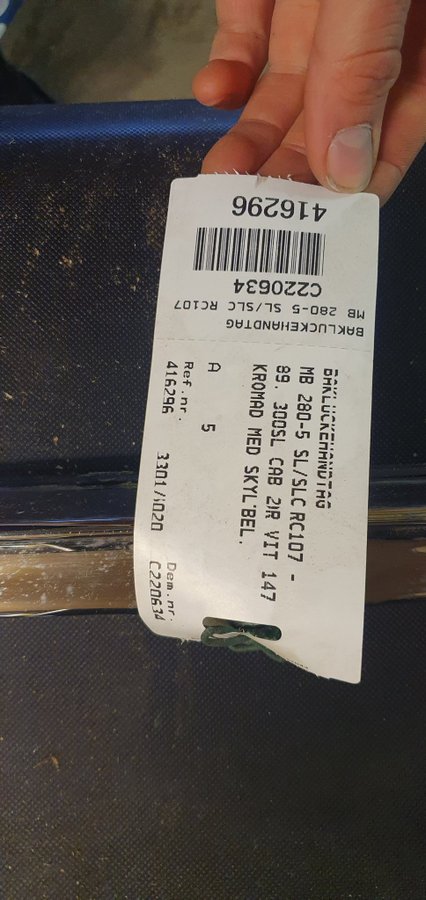 416296
C220634
MB 280-5 SL/SLC RC107
BAKLUCKEHANDTAG
BAKLUCKEHANDTAG
MB 280-5 SL/SLC RC107 -
89. 300SL CAB 2DR VIT 147
KROMAD MED SKYL'BEL.
A 5
Ref.nr. Dem.nr.
416296 3301/1020 C220634